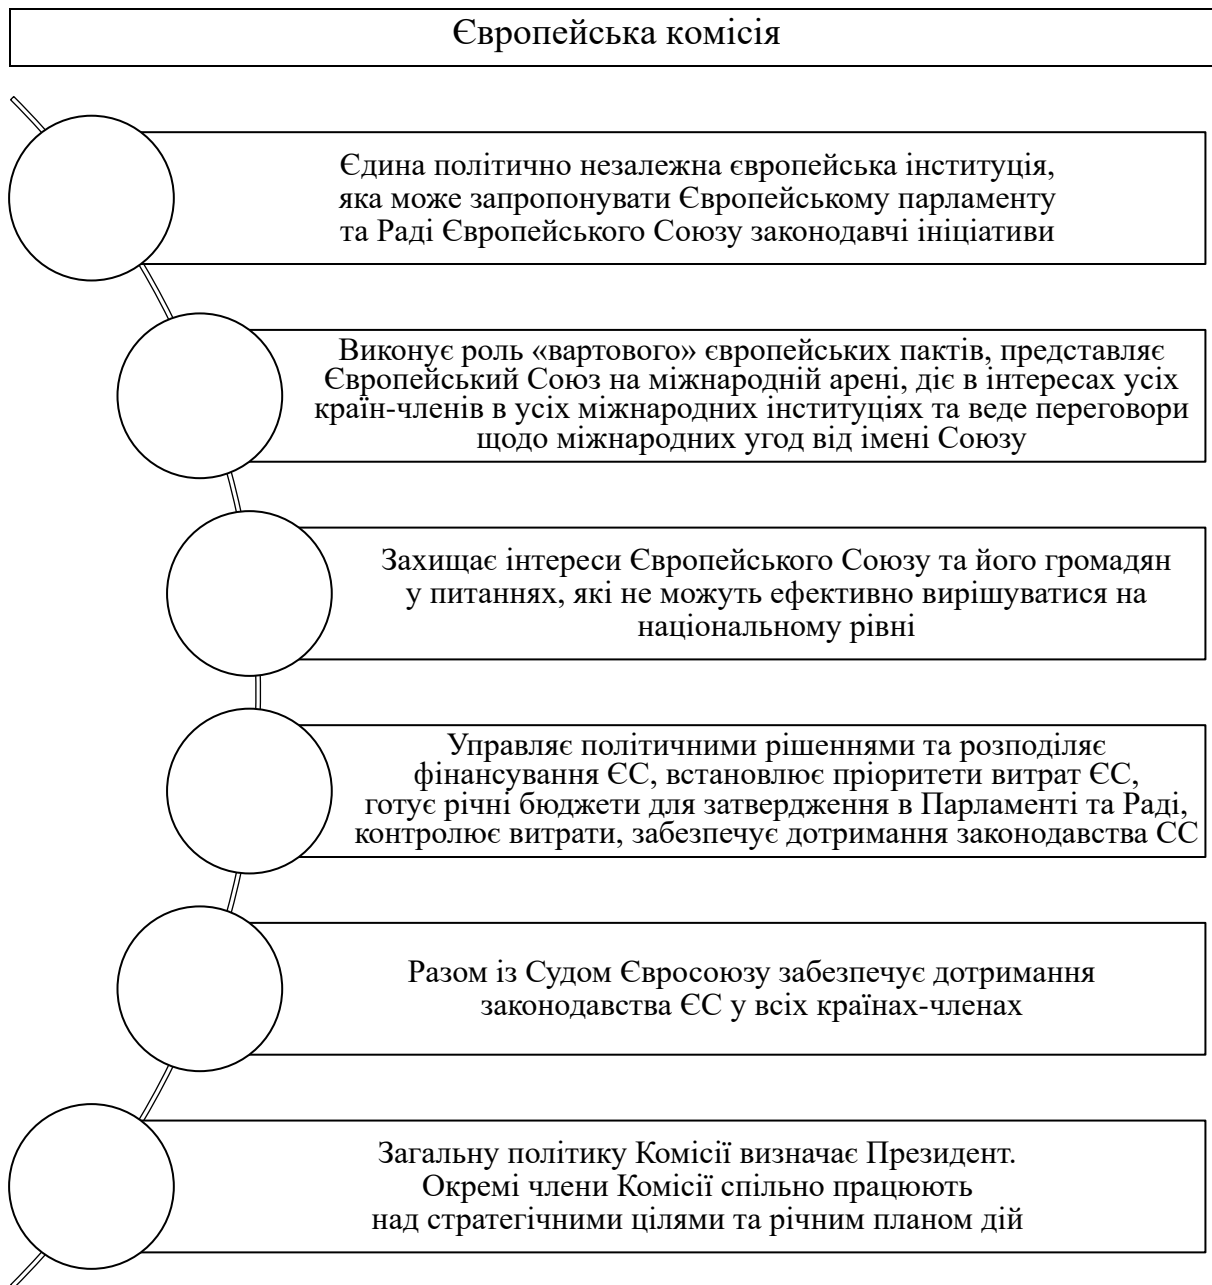 Європейська комісія
Єдина політично незалежна європейська інституція,
яка може запропонувати Європейському парламенту
та Раді Європейського Союзу законодавчі ініціативи
Виконує роль «вартового» європейських пактів, представляє
Європейський Союз на міжнародній арені, діє в інтересах усіх
країн-членів в усіх міжнародних інституціях та веде переговори
щодо міжнародних угод від імені Союзу
Захищає інтереси Європейського Союзу та його громадян
у питаннях, які не можуть ефективно вирішуватися на
національному рівні
Управляє політичними рішеннями та розподіляє
фінансування ЄС, встановлює пріоритети витрат ЄС,
готує річні бюджети для затвердження в Парламенті та Раді,
контролює витрати, забезпечує дотримання законодавства ЄС
Разом із Судом Євросоюзу забезпечує дотримання
законодавства ЄС у всіх країнах-членах
Загальну політику Комісії визначає Президент.
Окремі члени Комісії спільно працюють
над стратегічними цілями та річним планом дій